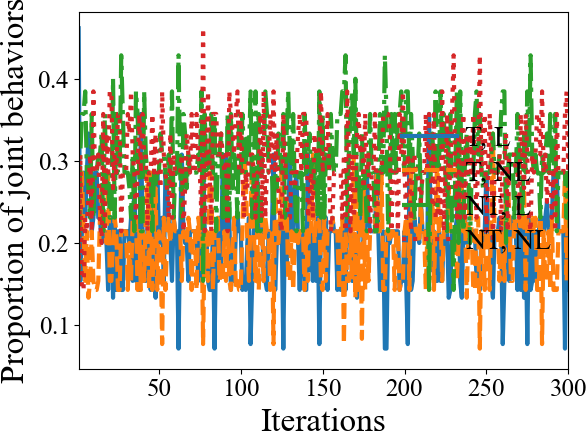 Proportion of joint behaviors
0.4
0.3
0.2
0.1
T, L
T, NL
NT, L
NT, NL
50 100 150 200 250 300
Iterations